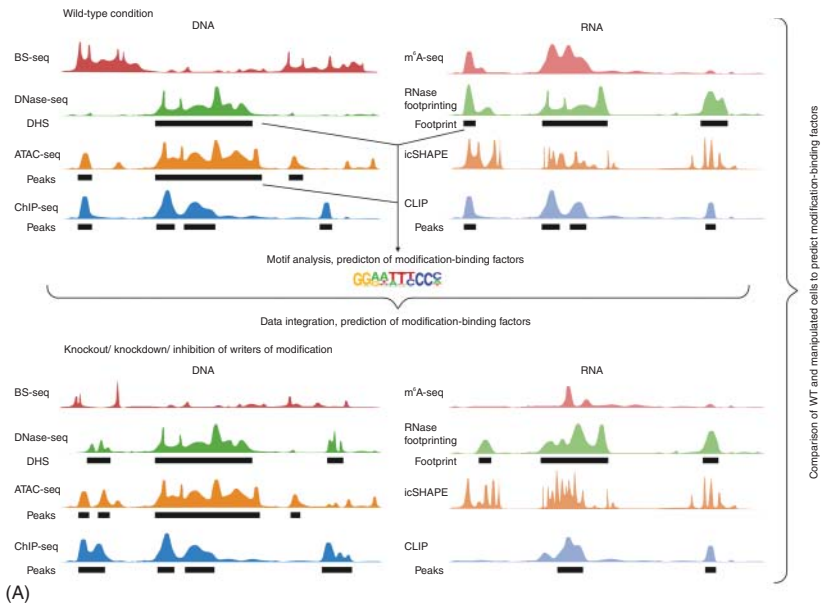 Wild-type condition
DNA
RNA
BS-seq
m⁶A-seq
DNase-seq
RNase
footprinting
DHS
Footprint
ATAC-seq
icSHAPE
Peaks
ChIP-seq
CLIP
Peaks
Peaks
Motif analysis, predicton of modification-binding factors
Data integration, prediction of modification-binding factors
Knockout/ knockdown/ inhibition of writers of modification
DNA
RNA
BS-seq
m⁶A-seq
DNase-seq
RNase
footprinting
DHS
Footprint
ATAC-seq
icSHAPE
Peaks
ChIP-seq
CLIP
Peaks
Peaks
(A)
Comparison of WT and manipulated cells to predict modification-binding factors